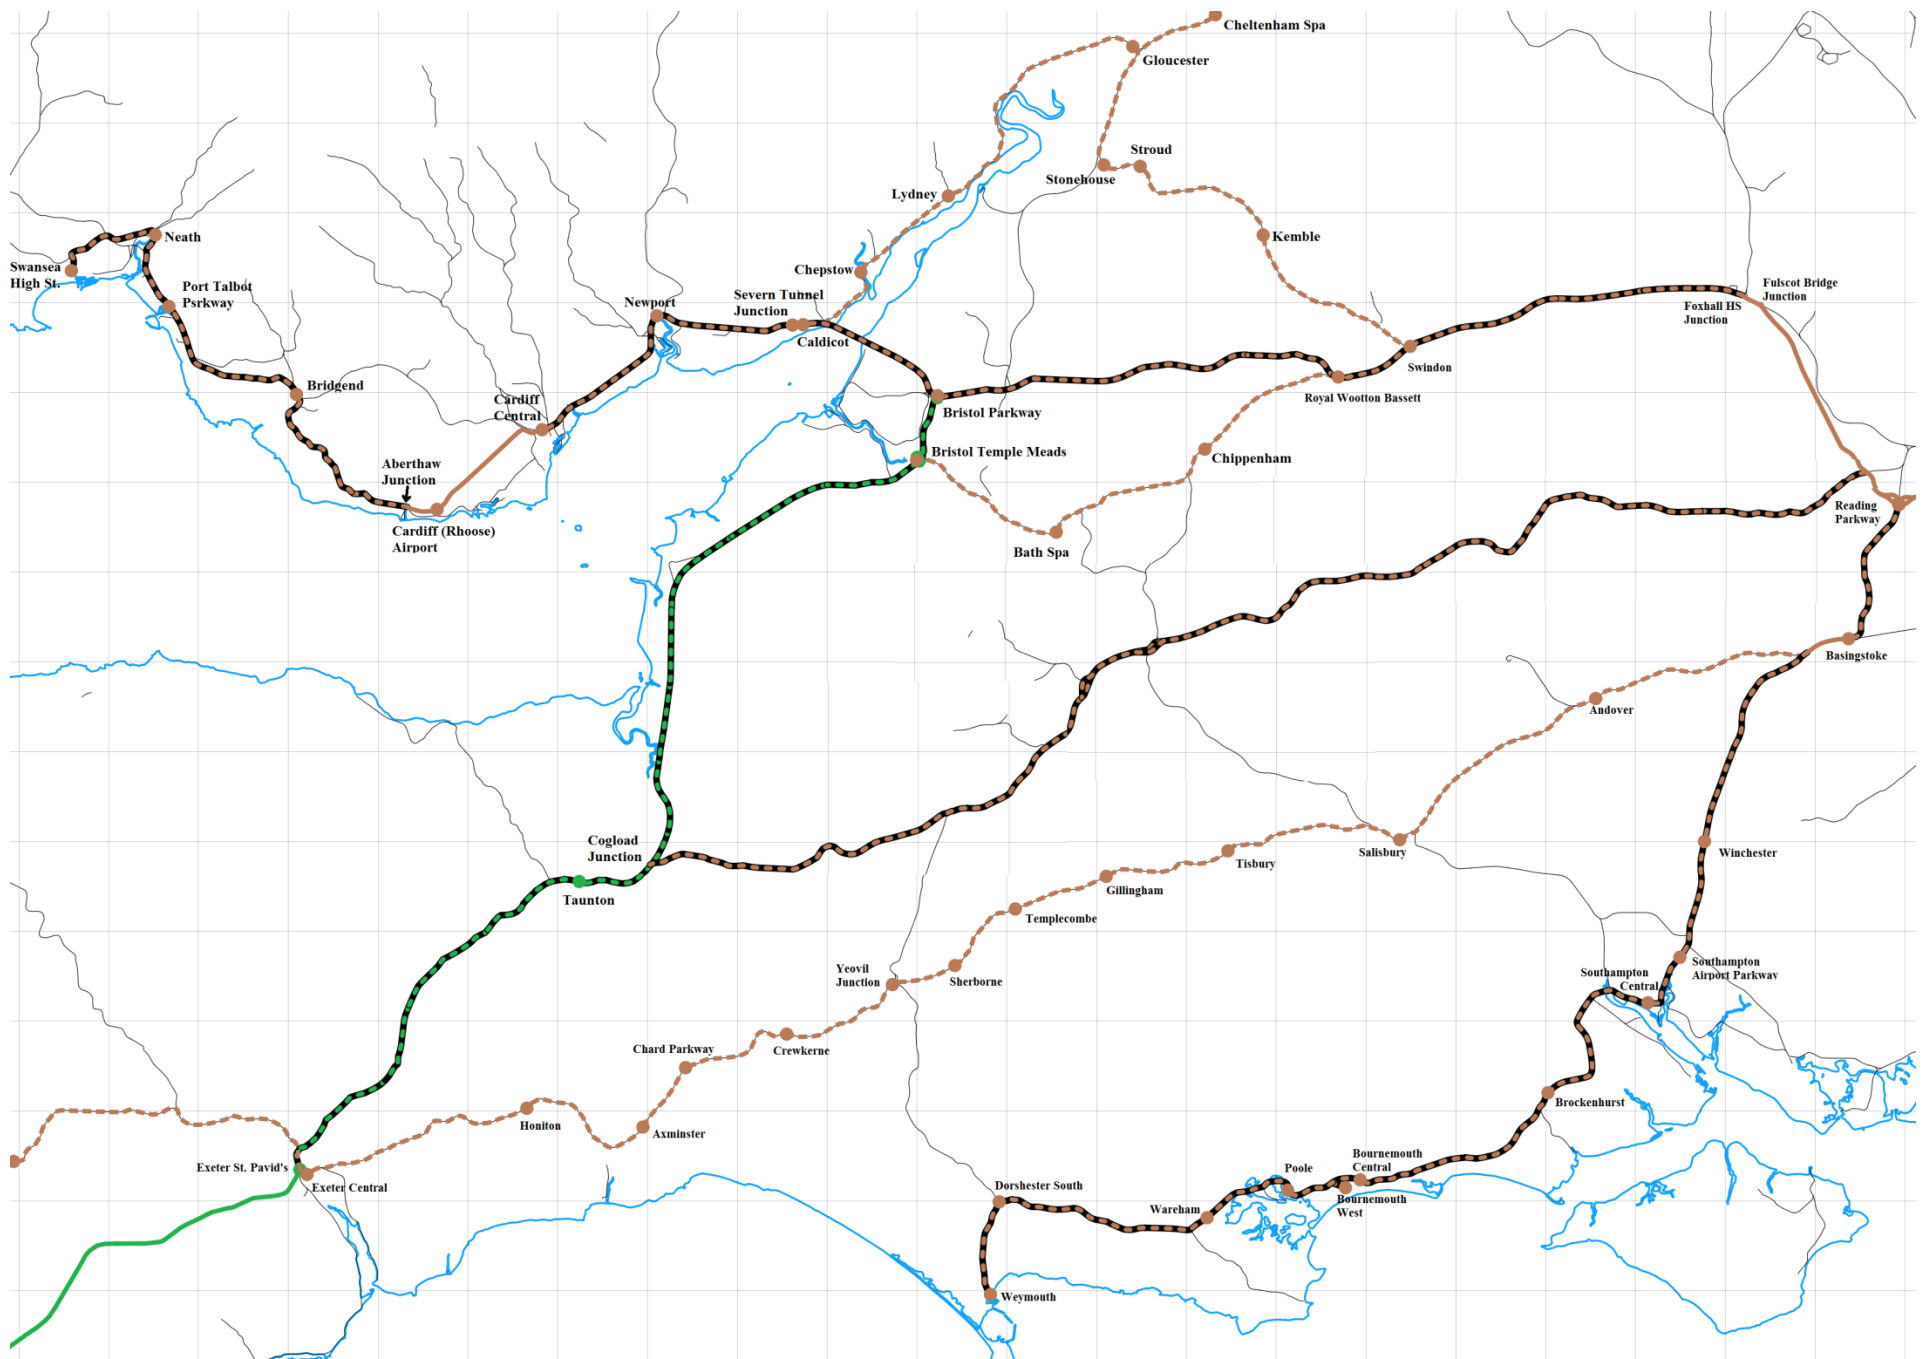 Cheltenham Spa
Gloucester
Stroud
Stonehouse
Lydney
Neath
Kemble
Swansea
High St.
Chepstow
Port Talbot
Psrkway
Severn Tunnel
Junction
Newport
Caldicot
Fulscot Bridge
Junction
Foxhall HS
Junction
Swindon
Bridgend
Cardiff
Central
Royal Wootton Bassett
Bristol Parkway
Bristol Temple Meads
Chippenham
Aberthaw
Junction
Cardiff (Rhoose)
Airport
Bath Spa
Reading
Parkway
Basingstoke
Andover
Cogload
Junction
Taunton
Salisbury
Tisbury
Gillingham
Templecombe
Winchester
Yeovil
Junction
Sherborne
Southampton
Airport Parkway
Southampton
Central
Chard Parkway
Crewkerne
Honiton
Axminster
Brockenhurst
Exeter St. Pavid's
Exeter Central
Dorshester South
Wareham
Poole
Bournemouth
Central
Bournemouth
West
Weymouth